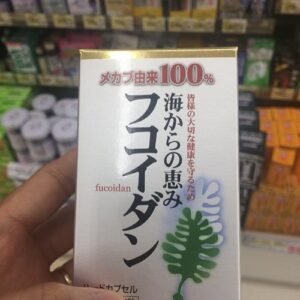 メカブ由来100%
皆様の大切な健康を守るため
海からの恵み
フコイダン
fucoidan
ハードカプセル